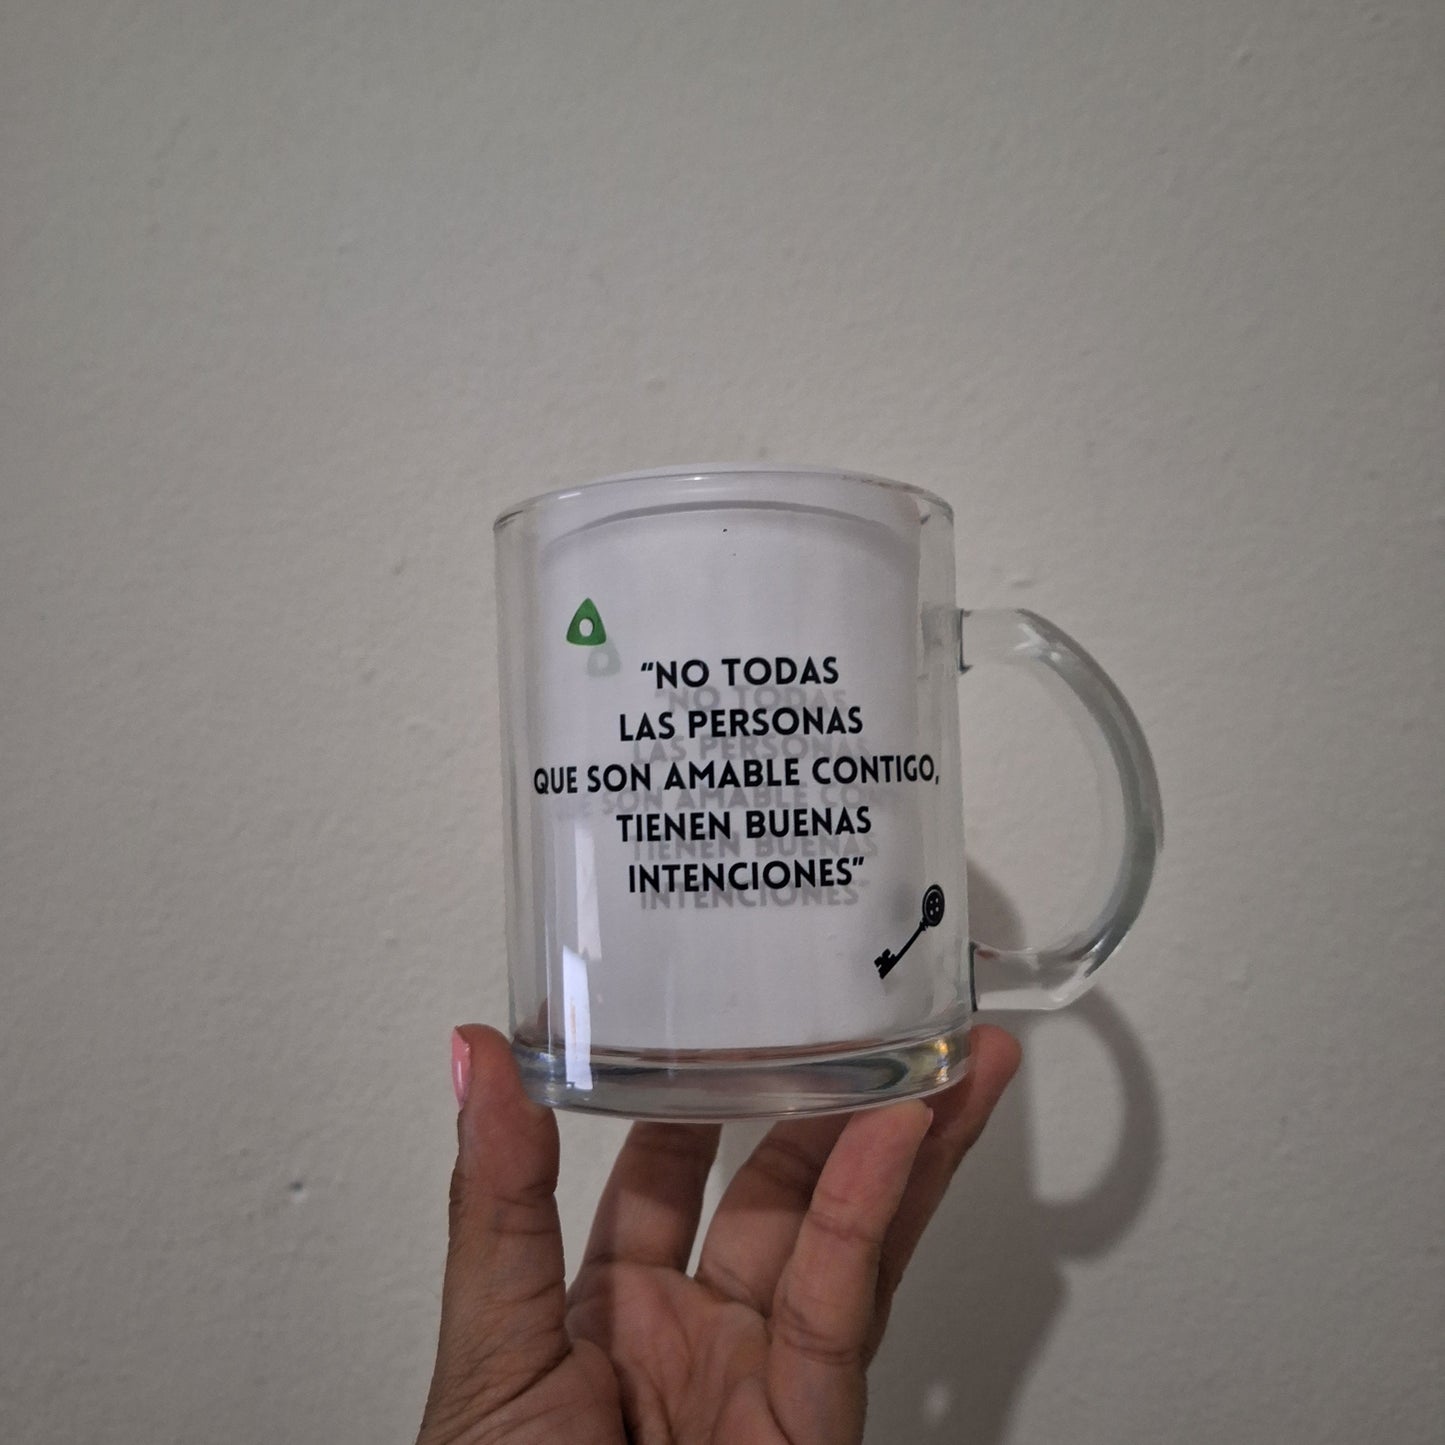 “NO TODAS
LAS PERSONAS
QUE SON AMABLE CONTIGO,
TIENEN BUENAS
INTENCIONES”